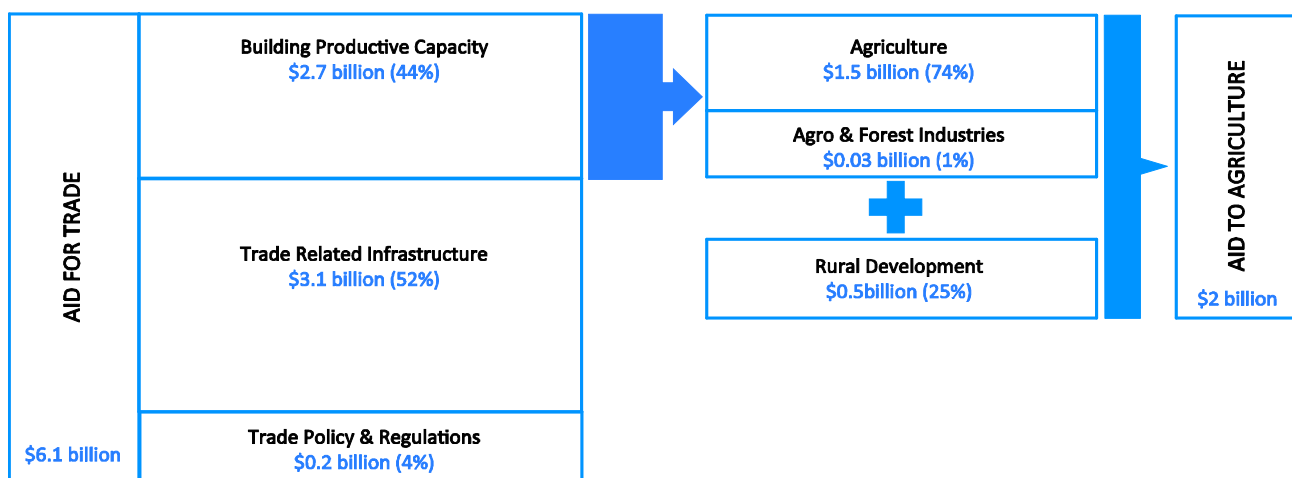 AID FOR TRADE
$6.1 billion
Building Productive Capacity
$2.7 billion (44%)
Trade Related Infrastructure
$3.1 billion (52%)
Trade Policy & Regulations
$0.2 billion (4%)
Agriculture
$1.5 billion (74%)
Agro & Forest Industries
$0.03 billion (1%)
Rural Development
$0.5billion (25%)
AID TO AGRICULTURE
$2 billion